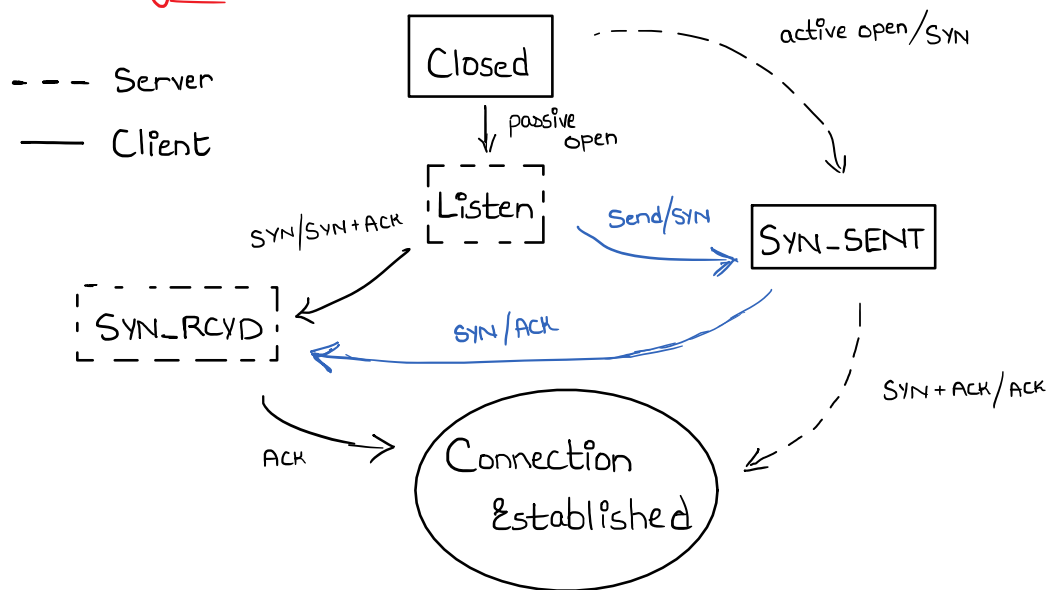 Closed
active open/SYN
Server
Client
passive
open
Listen
SYN/SYN+ACK
Send/SYN
SYN_SENT
SYN_RCYD
SYN/ACK
SYN + ACK/ACK
ACK
Connection
Established